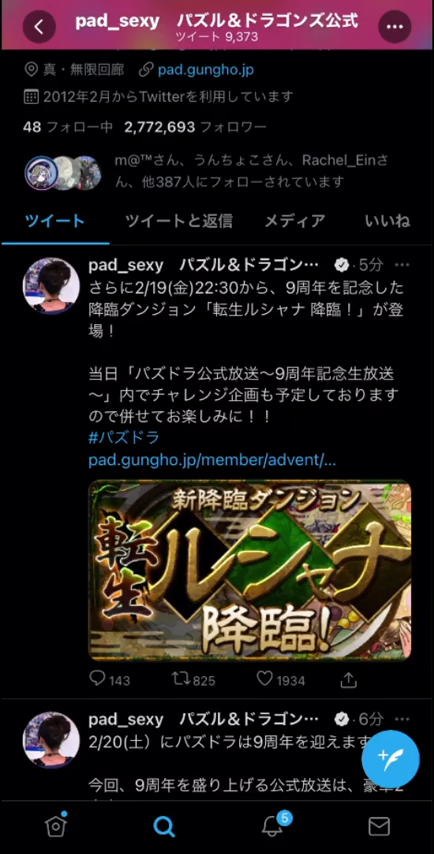 pad_sexy パズル＆ドラゴンズ公式
ツイート 9,373
真・無限回廊 pad.gungho.jp
2012年2月からTwitterを利用しています
48 フォロー中 2,772,693 フォロワー
m@™さん、うんちょこさん、Rachel_Einさ
ん、他387人にフォローされています
ツイート ツイートと返信 メディア いいね
pad_sexy パズル＆ドラゴン… · 5分
さらに2/19(金)22:30から、9周年を記念した
降臨ダンジョン「転生ルシャナ 降臨！」が登
場！
当日「パズドラ公式放送〜9周年記念生放送
〜」内でチャレンジ企画も予定しております
ので併せてお楽しみに！！
#パズドラ
pad.gungho.jp/member/advent/…
新降臨ダンジョン
転生ルシャナ
降臨!
143 825 1934
pad_sexy パズル＆ドラゴン… · 6分
2/20(土）にパズドラは9周年を迎えます
今回、9周年を盛り上げる公式放送は、豪華2
5